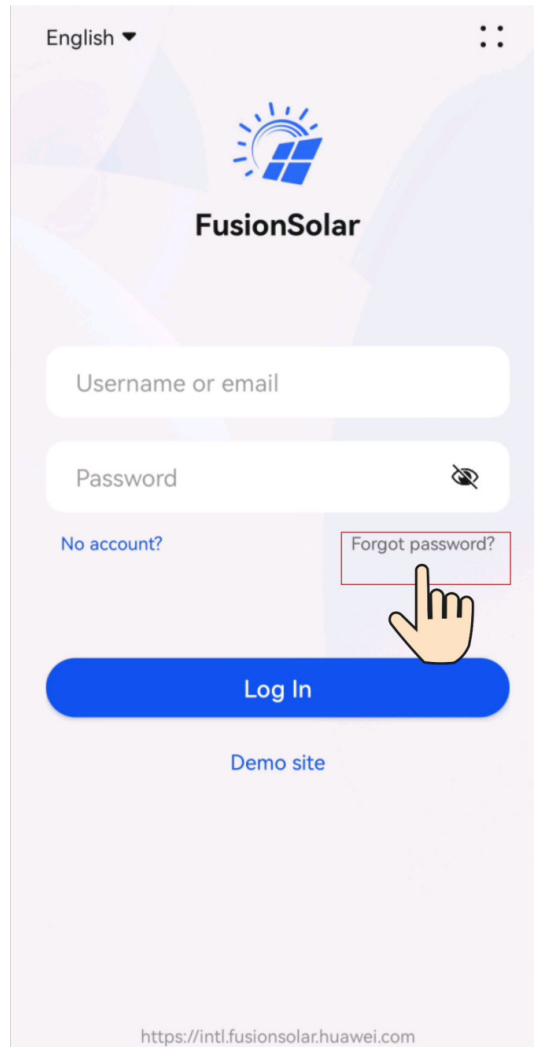 English
FusionSolar
Username or email
Password
No account? Forgot password?
Log In
Demo site
https://intl.fusionsolar.huawei.com